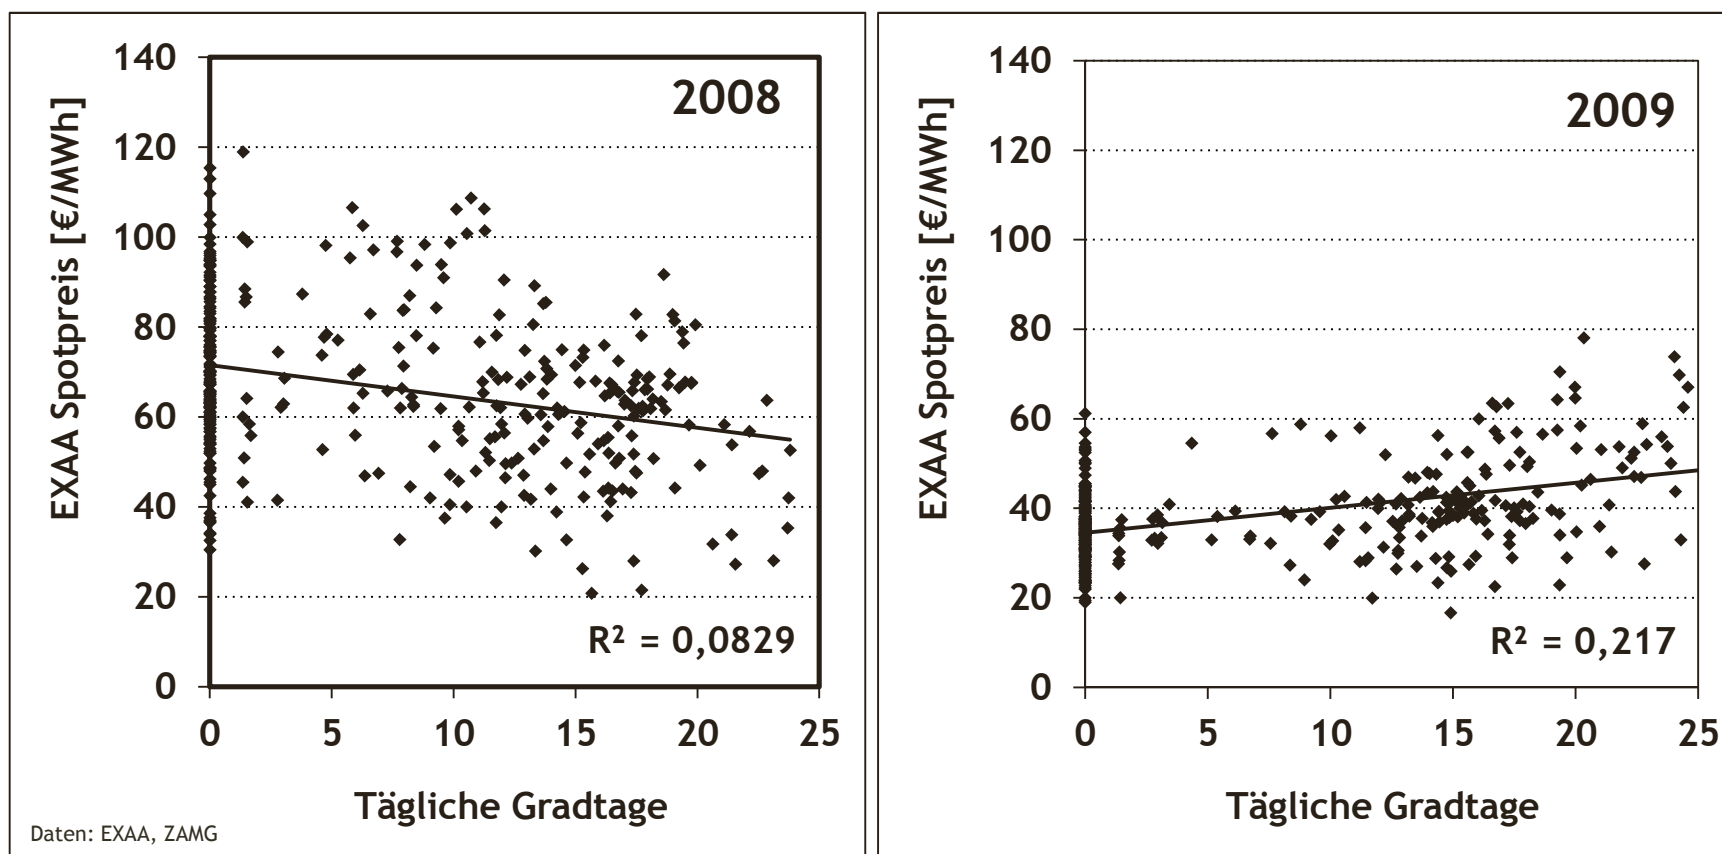 2008
EXAA Spotpreis [€/MWh]
140
120
100
80
60
40
20
0
R² = 0,0829
0 5 10 15 20 25
Tägliche Gradtage
Daten: EXAA, ZAMG
2009
EXAA Spotpreis [€/MWh]
140
120
100
80
60
40
20
0
R² = 0,217
0 5 10 15 20 25
Tägliche Gradtage